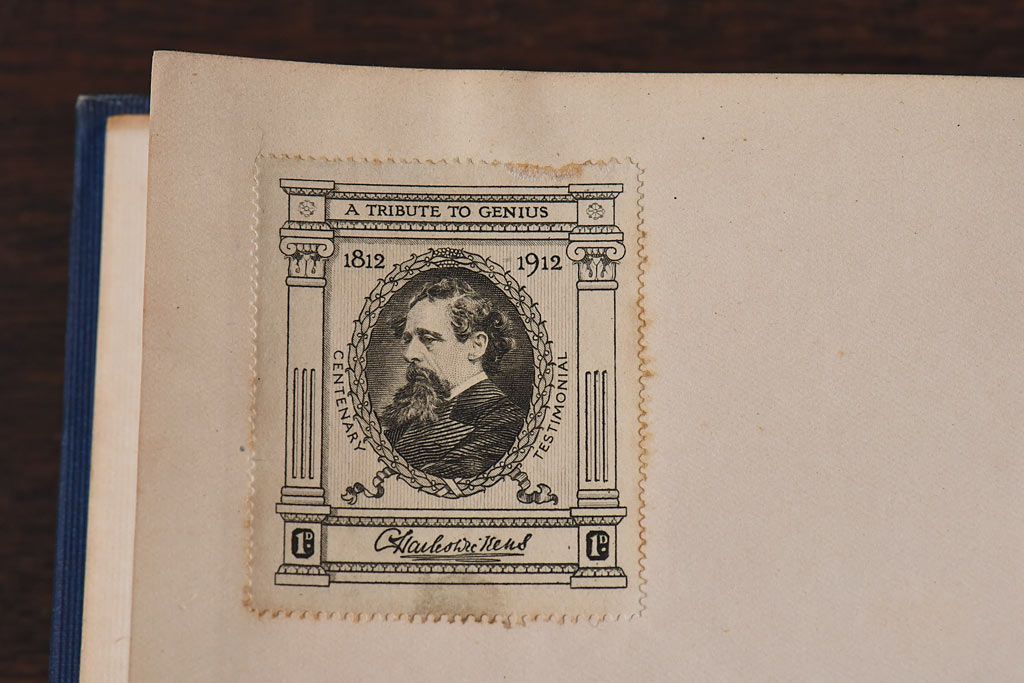 A TRIBUTE TO GENIUS
1812 1912
CENTENARY
TESTIMONIAL
1D. Charles Dickens 1D.